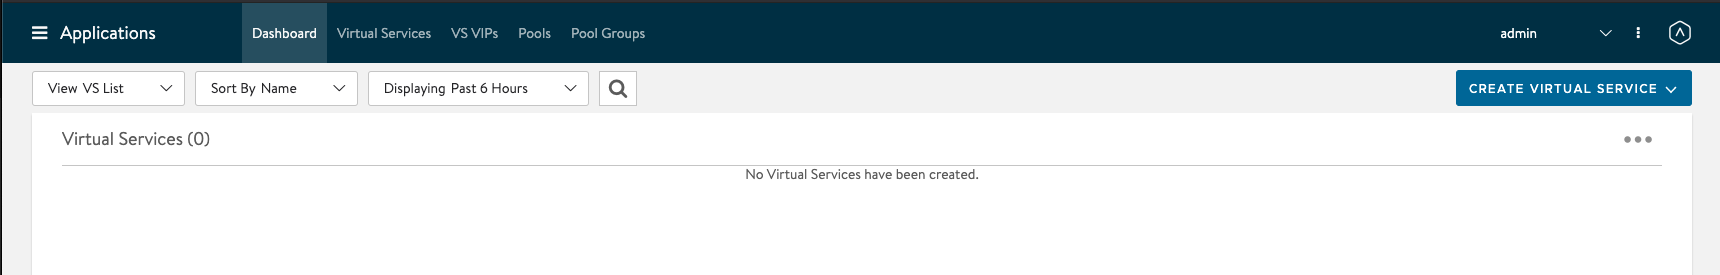 Applications Dashboard Virtual Services VS VIPs Pools Pool Groups admin
View VS List Sort By Name Displaying Past 6 Hours CREATE VIRTUAL SERVICE
Virtual Services (0)
No Virtual Services have been created.